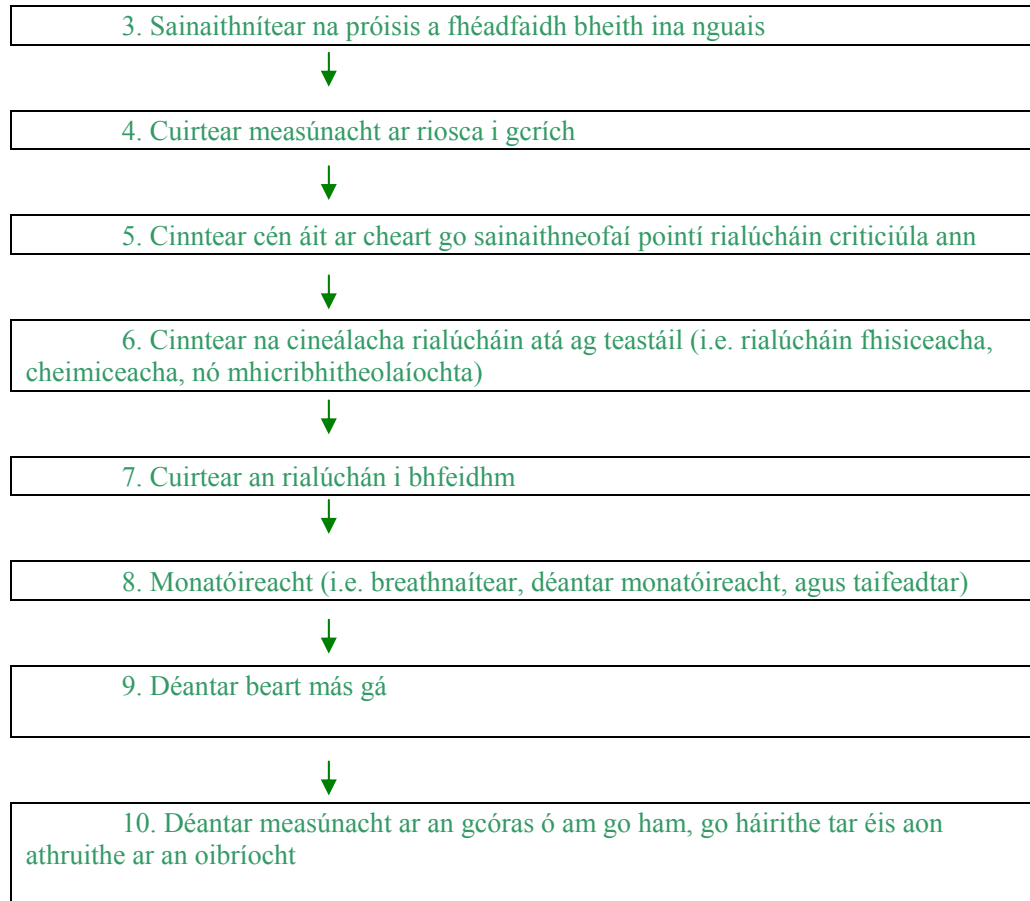 3. Sainaithnítear na próisis a fhéadfaidh bheith ina nguais
4. Cuirtear measúnacht ar riosca i gcrích
5. Cinntear cén áit ar cheart go sainaithneofaí pointí rialúcháin criticiúla ann
6. Cinntear na cineálacha rialúcháin atá ag teastáil (i.e. rialúcháin fhisiceacha,
cheimiceacha, nó mhicribhitheolaíochta)
7. Cuirtear an rialúchán i bhfeidhm
8. Monatóireacht (i.e. breathnaítear, déantar monatóireacht, agus taifeadtar)
9. Déantar beart más gá
10. Déantar measúnacht ar an gcóras ó am go ham, go háirithe tar éis aon
athruithe ar an oibríocht